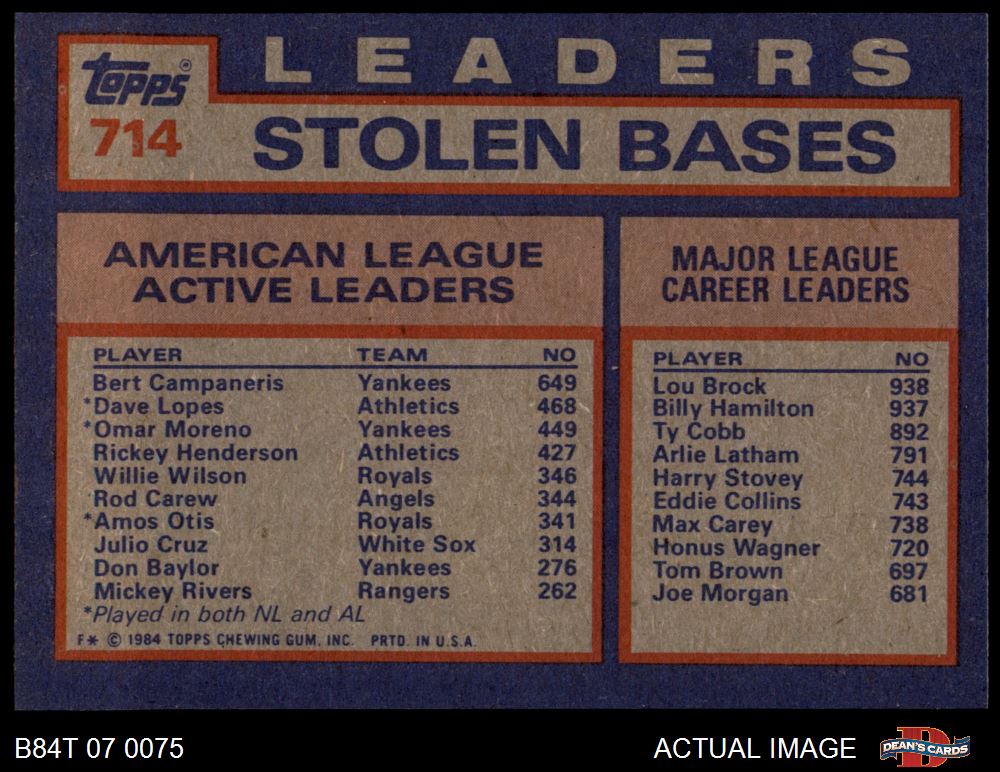 LEADERS
TOPPS®
714
STOLEN BASES
AMERICAN LEAGUE
ACTIVE LEADERS
PLAYER TEAM NO
Bert Campaneris Yankees 649
*Dave Lopes Athletics 468
*Omar Moreno Yankees 449
Rickey Henderson Athletics 427
Willie Wilson Royals 346
Rod Carew Angels 344
*Amos Otis Royals 341
Julio Cruz White Sox 314
Don Baylor Yankees 276
Mickey Rivers Rangers 262
*Played in both NL and AL
F* © 1984 TOPPS CHEWING GUM, INC. PRTD. IN U.S.A.
MAJOR LEAGUE
CAREER LEADERS
PLAYER NO
Lou Brock 938
Billy Hamilton 937
Ty Cobb 892
Arlie Latham 791
Harry Stovey 744
Eddie Collins 743
Max Carey 738
Honus Wagner 720
Tom Brown 697
Joe Morgan 681
B84T 07 0075
ACTUAL IMAGE
DEAN'S CARDS